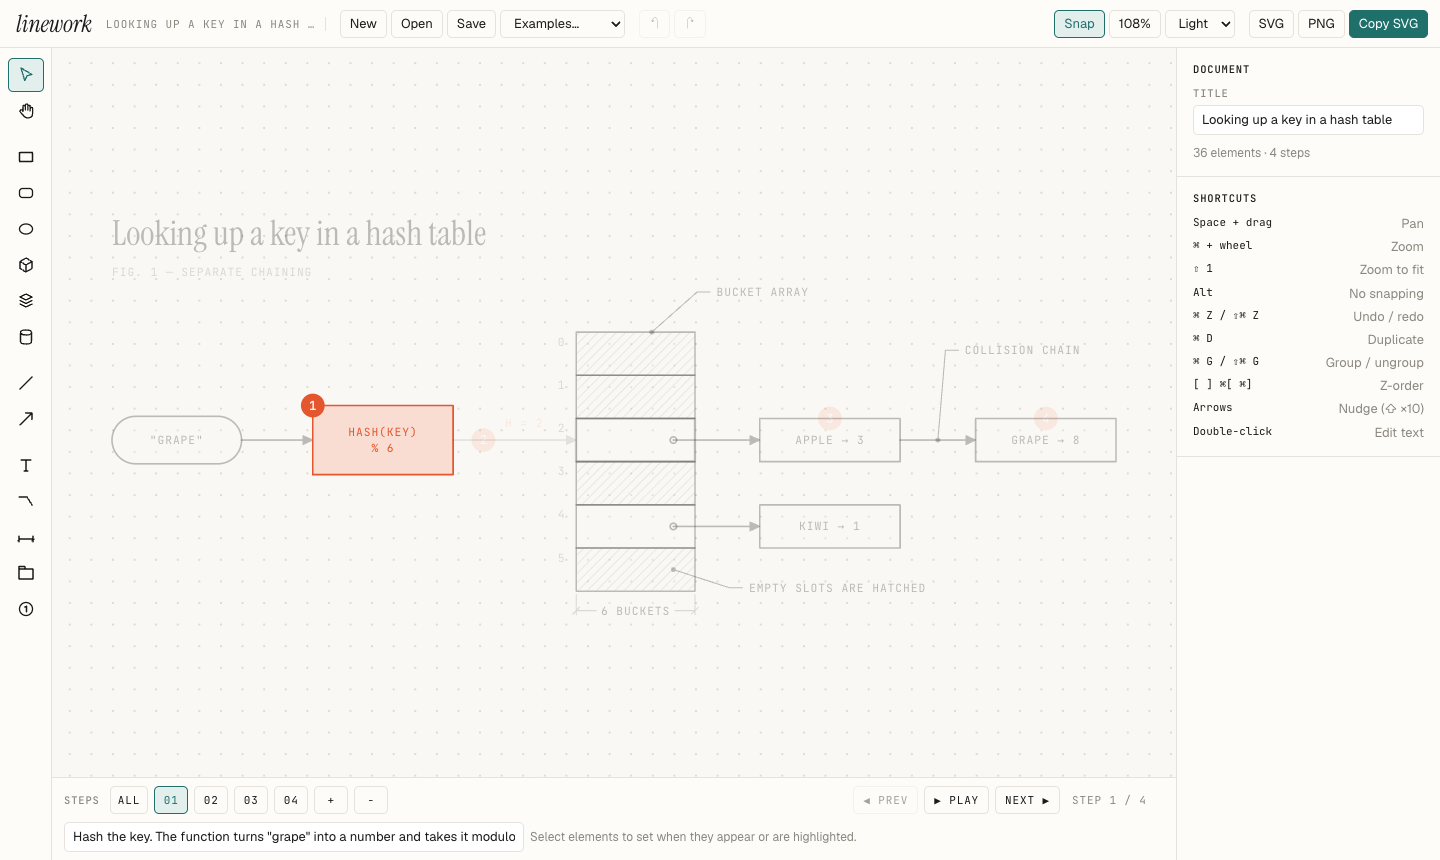 linework
LOOKING UP A KEY IN A HASH …
New
Open
Save
Examples…
Snap
108%
Light
SVG
PNG
Copy SVG
DOCUMENT
TITLE
Looking up a key in a hash table
36 elements · 4 steps
SHORTCUTS
Space + drag Pan
⌘ + wheel Zoom
⇧ 1 Zoom to fit
Alt No snapping
⌘ Z / ⇧⌘ Z Undo / redo
⌘ D Duplicate
⌘ G / ⇧⌘ G Group / ungroup
[ ] ⌘[ ⌘] Z-order
Arrows Nudge (⇧ ×10)
Double-click Edit text
Looking up a key in a hash table
FIG. 1 — SEPARATE CHAINING
BUCKET ARRAY
COLLISION CHAIN
0
1
2
3
4
5
"GRAPE"
1
HASH(KEY)
% 6
2
H = 2
3
APPLE → 3
4
GRAPE → 8
KIWI → 1
EMPTY SLOTS ARE HATCHED
6 BUCKETS
STEPS
ALL
01
02
03
04
+
-
◀ PREV
▶ PLAY
NEXT ▶
STEP 1 / 4
Hash the key. The function turns "grape" into a number and takes it modulo
Select elements to set when they appear or are highlighted.